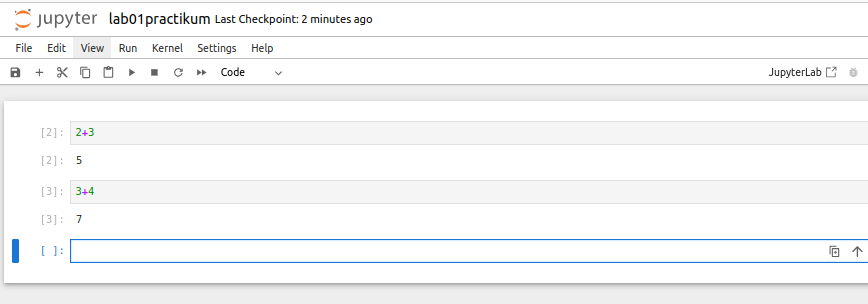 jupyter lab01practikum Last Checkpoint: 2 minutes ago
File Edit View Run Kernel Settings Help
Code JupyterLab
[2]: 2+3
[2]: 5
[3]: 3+4
[3]: 7
[ ]: